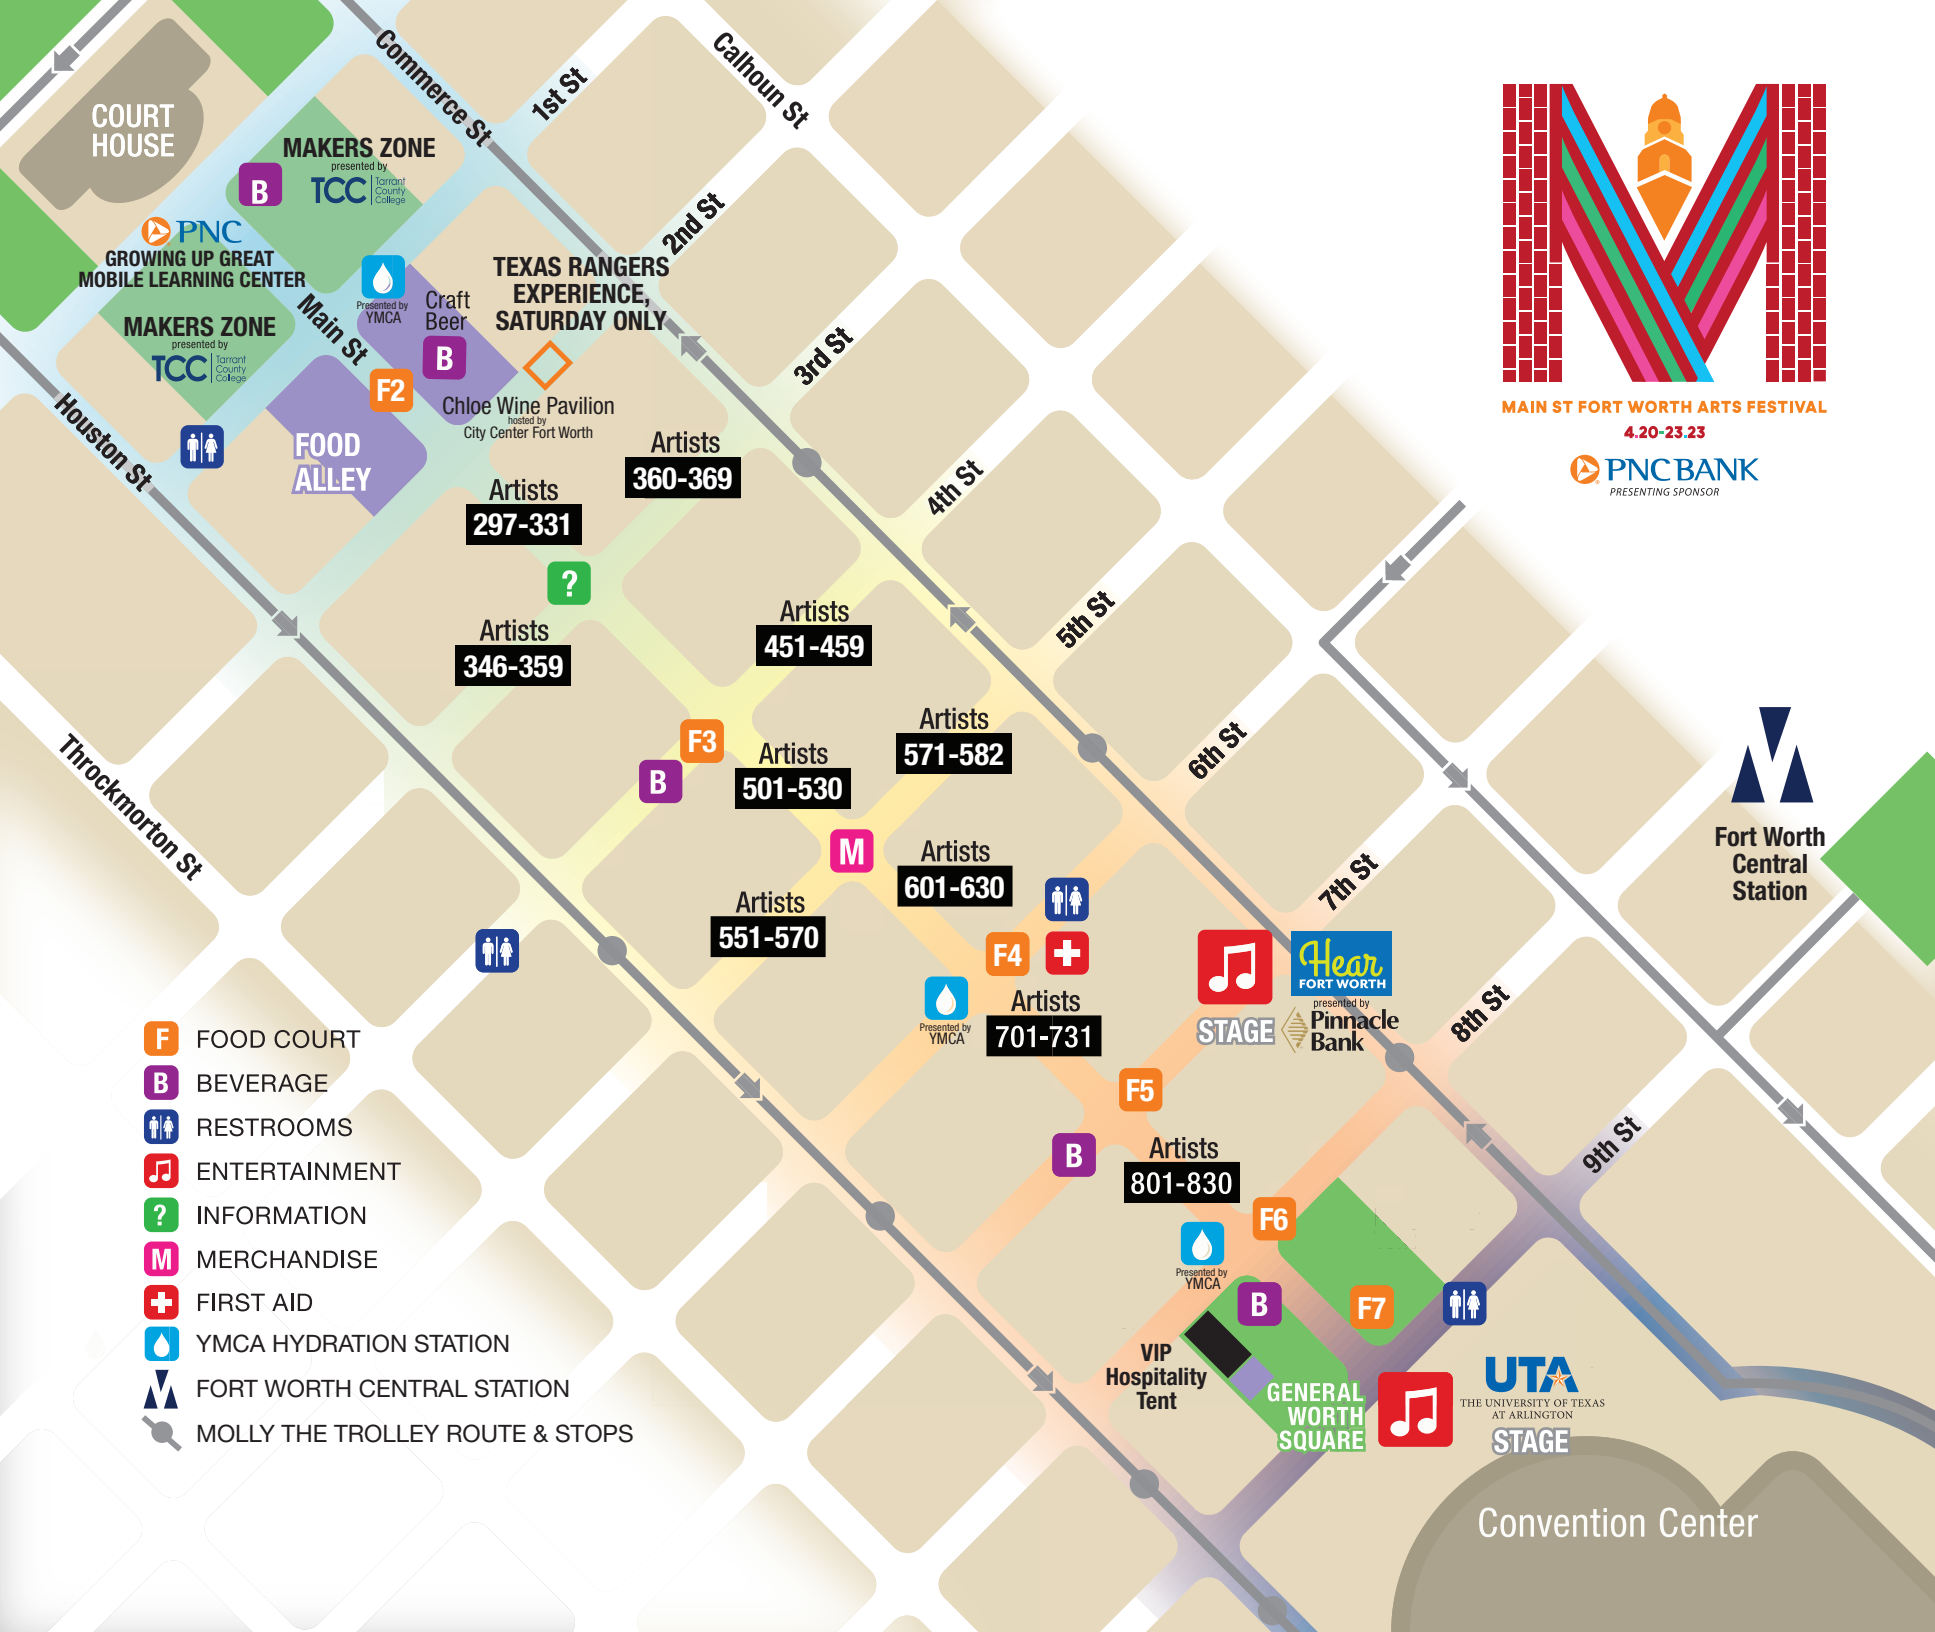 Commerce St
1st St
Calhoun St
COURT
HOUSE
MAKERS ZONE
presented by
TCC
Tarrant
County
College
B
PNC
GROWING UP GREAT
MOBILE LEARNING CENTER
MAKERS ZONE
presented by
TCC
Tarrant
County
College
Main St
Presented by
YMCA
Craft
Beer
B
F2
TEXAS RANGERS
EXPERIENCE,
SATURDAY ONLY
2nd St
3rd St
Chloe Wine Pavilion
hosted by
City Center Fort Worth
Houston St
FOOD
ALLEY
Artists
360-369
Artists
297-331
?
4th St
Artists
346-359
Artists
451-459
5th St
F3
B
Artists
501-530
Artists
571-582
6th St
Throckmorton St
M
Artists
601-630
Artists
551-570
7th St
F4
Presented by
YMCA
Artists
701-731
STAGE
Hear
FORT WORTH
presented by
Pinnacle
Bank
8th St
F5
B
Artists
801-830
9th St
F6
Presented by
YMCA
B
F7
VIP
Hospitality
Tent
GENERAL
WORTH
SQUARE
UTA
THE UNIVERSITY OF TEXAS
AT ARLINGTON
STAGE
Convention Center
MAIN ST FORT WORTH ARTS FESTIVAL
4.20-23.23
PNC BANK
PRESENTING SPONSOR
Fort Worth
Central
Station
F FOOD COURT
B BEVERAGE
RESTROOMS
ENTERTAINMENT
? INFORMATION
M MERCHANDISE
FIRST AID
YMCA HYDRATION STATION
FORT WORTH CENTRAL STATION
MOLLY THE TROLLEY ROUTE & STOPS